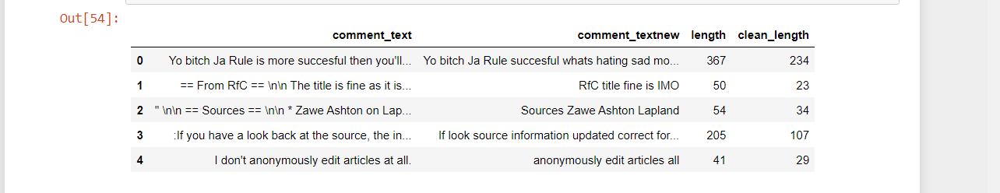 Out[54]:
comment_text comment_textnew length clean_length
0 Yo bitch Ja Rule is more succesful then you'll... Yo bitch Ja Rule succesful whats hating sad mo... 367 234
1 == From RfC == \n\n The title is fine as it is... RfC title fine is IMO 50 23
2 " \n\n == Sources == \n\n * Zawe Ashton on Lap... Sources Zawe Ashton Lapland 54 34
3 :If you have a look back at the source, the in... If look source information updated correct for... 205 107
4 I don't anonymously edit articles at all. anonymously edit articles all 41 29